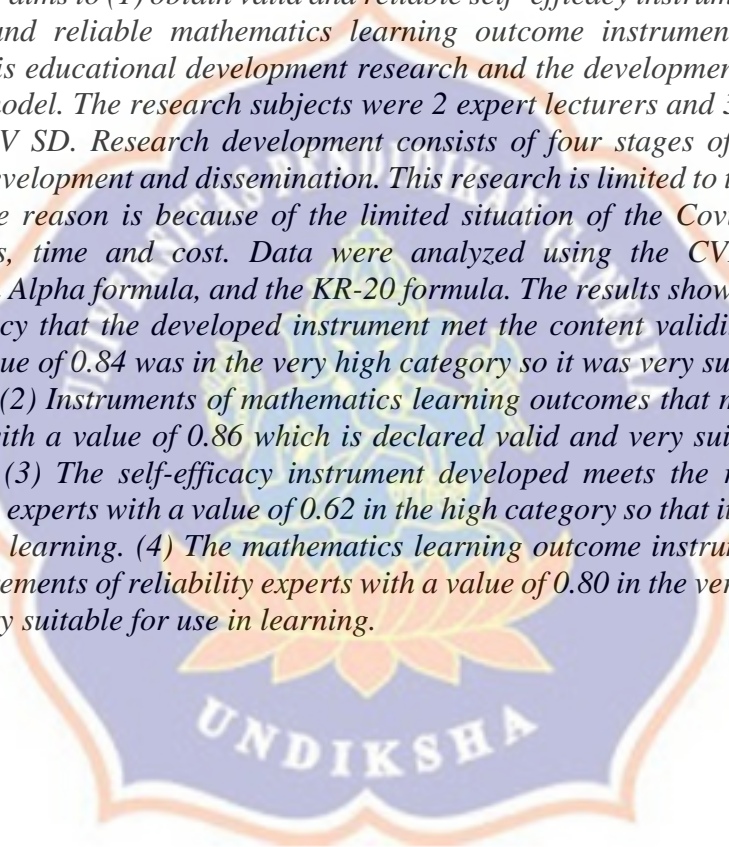 aims to (1) obtain valid and reliable self-efficacy instrum
and reliable mathematics learning outcome instrumen
is educational development research and the developmen
nodel. The research subjects were 2 expert lecturers and 3
V SD. Research development consists of four stages of
evelopment and dissemination. This research is limited to t
e reason is because of the limited situation of the Cov
s, time and cost. Data were analyzed using the CV
Alpha formula, and the KR-20 formula. The results show
cy that the developed instrument met the content validi
ue of 0.84 was in the very high category so it was very su
(2) Instruments of mathematics learning outcomes that m
with a value of 0.86 which is declared valid and very sui
(3) The self-efficacy instrument developed meets the r
experts with a value of 0.62 in the high category so that it
learning. (4) The mathematics learning outcome instru
ements of reliability experts with a value of 0.80 in the ver
y suitable for use in learning.
UNIVERSITAS PENDIDIKAN GANESHA
UNDIKSHA